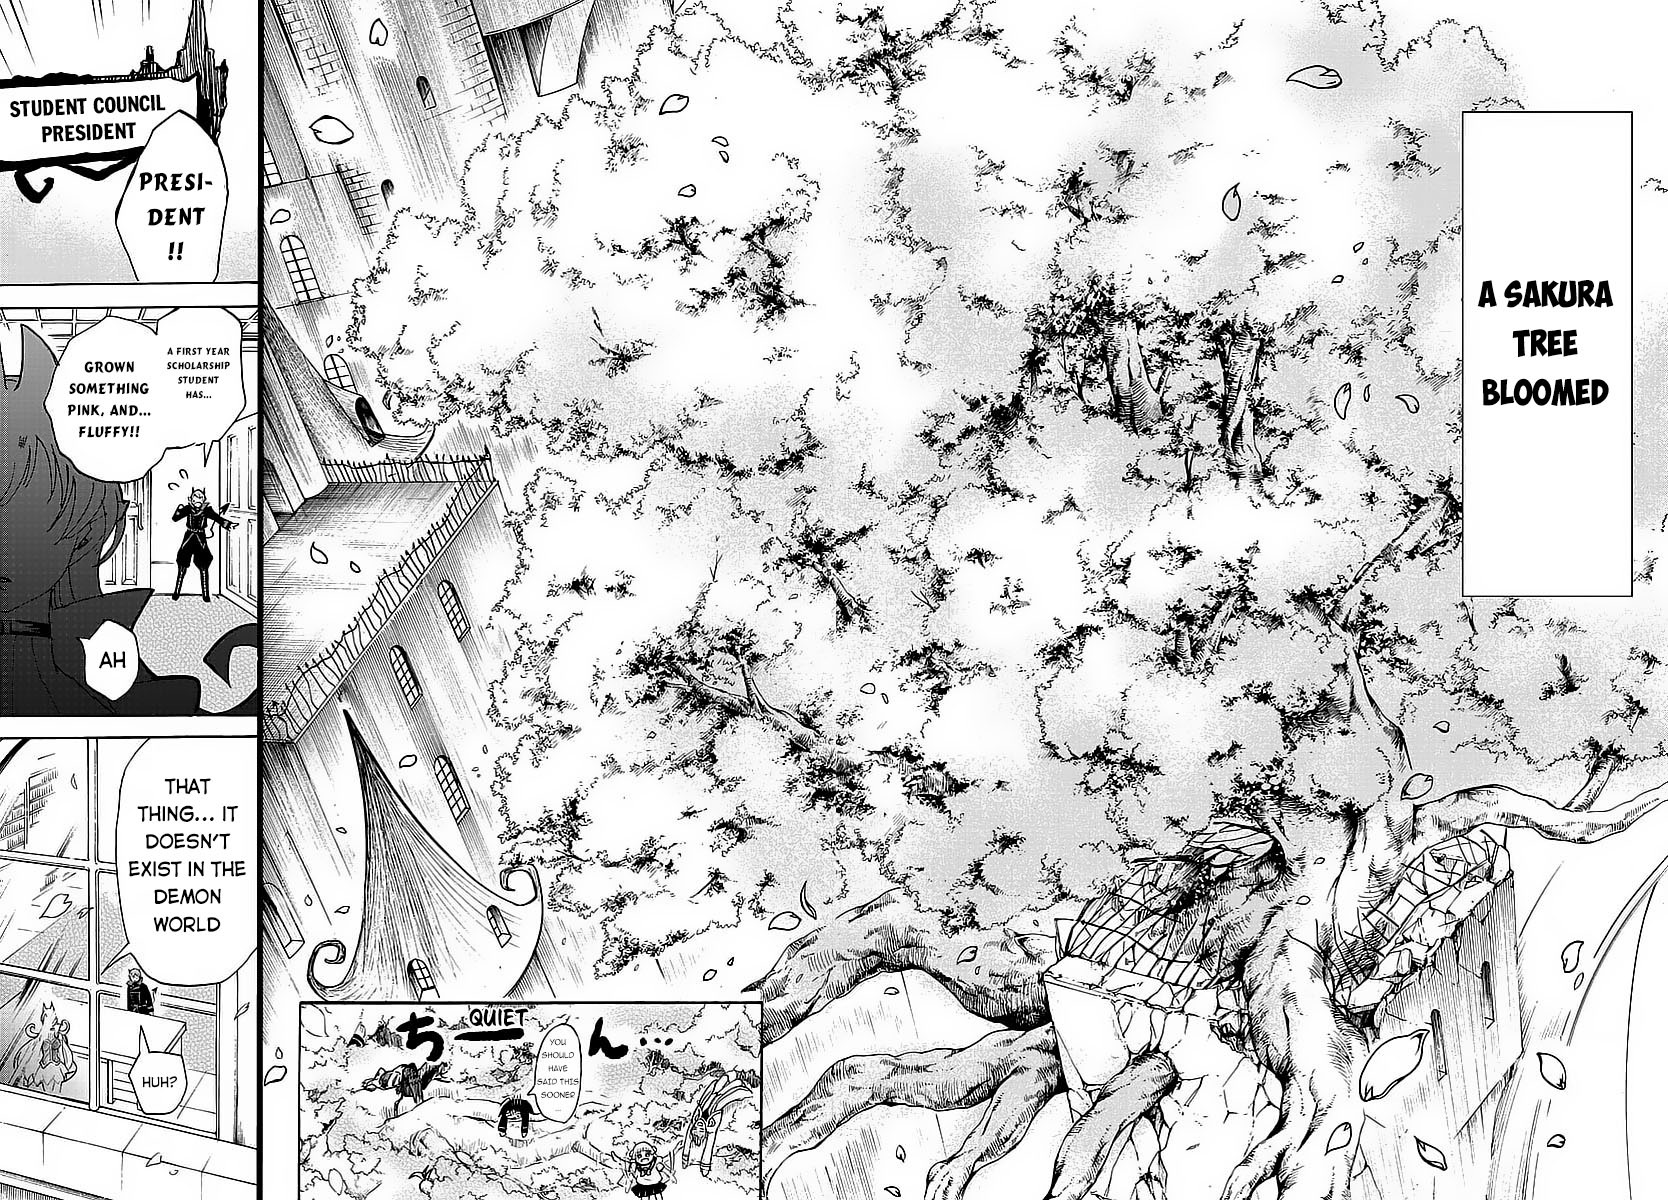 A SAKURA
TREE
BLOOMED
ちーん…
QUIET
YOU
SHOULD
HAVE
SAID THIS
SOONER
STUDENT COUNCIL
PRESIDENT
PRESI-
DENT
!!
A FIRST YEAR
SCHOLARSHIP
STUDENT
HAS...
GROWN
SOMETHING
PINK, AND...
FLUFFY!!
AH
THAT
THING... IT
DOESN'T
EXIST IN THE
DEMON
WORLD
HUH?